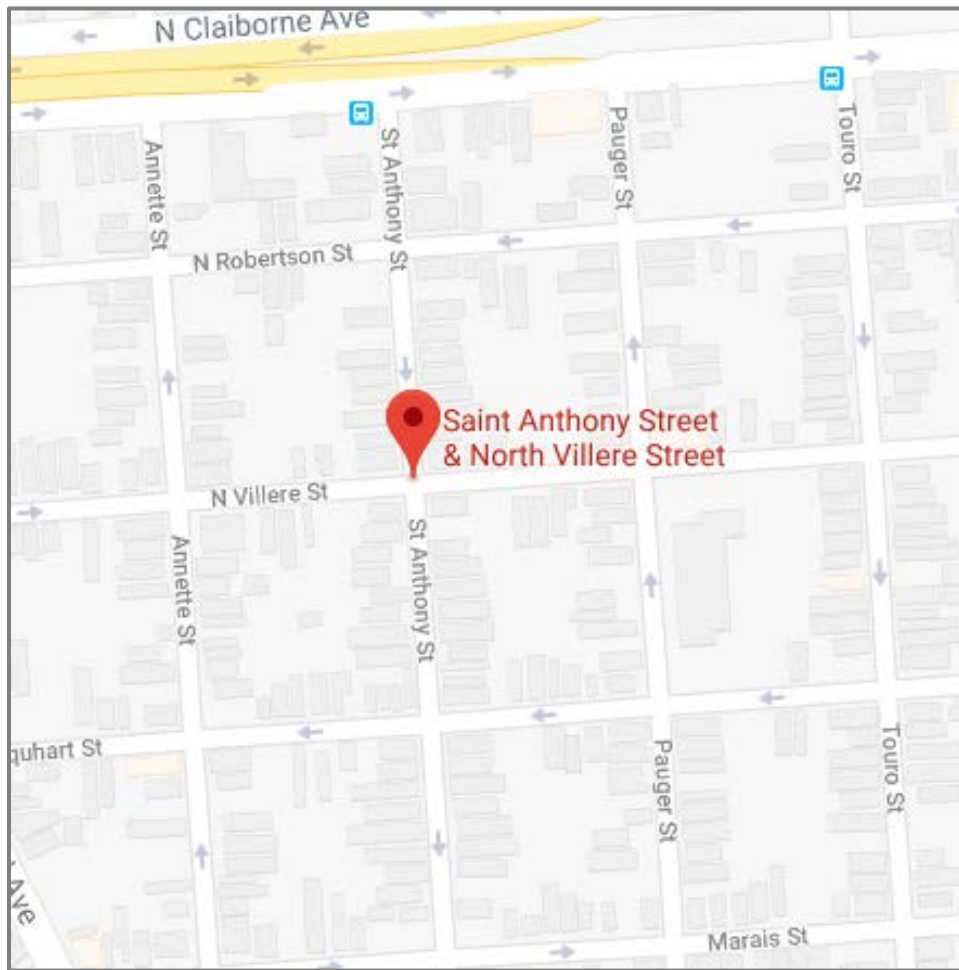 N Claiborne Ave
Annette St
St Anthony St
Pauger St
Touro St
N Robertson St
Saint Anthony Street
& North Villere Street
N Villere St
Annette St
St Anthony St
quhart St
Pauger St
Touro St
Ave
Marais St